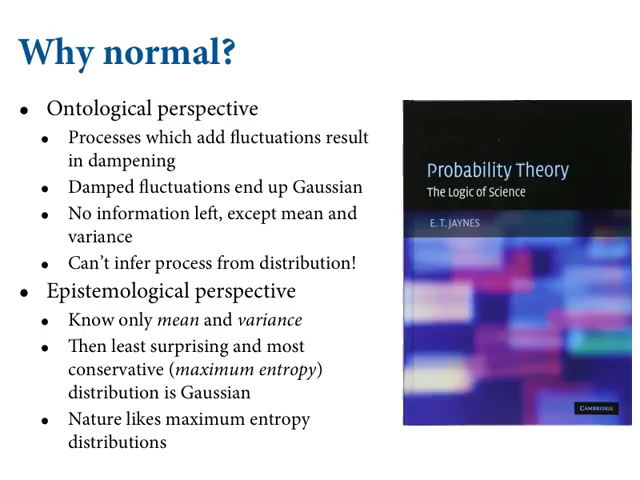 Why normal?
• Ontological perspective
• Processes which add fluctuations result
in dampening
• Damped fluctuations end up Gaussian
• No information left, except mean and
variance
• Can't infer process from distribution!
• Epistemological perspective
• Know only mean and variance
• Then least surprising and most
conservative (maximum entropy)
distribution is Gaussian
• Nature likes maximum entropy
distributions
Probability Theory
The Logic of Science
E. T. JAYNES
CAMBRIDGE